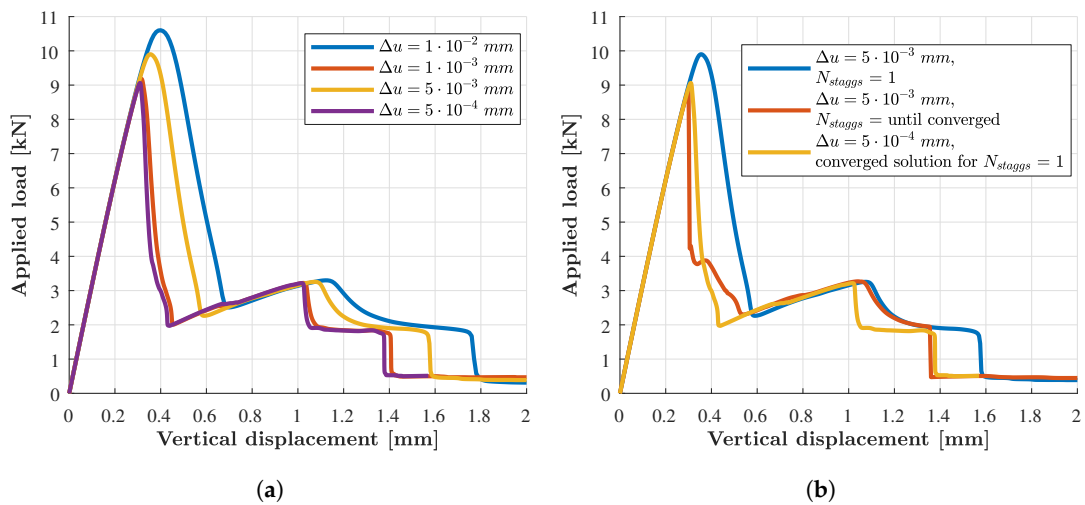 11
10
9
8
7
6
5
4
3
2
1
0
0 0.2 0.4 0.6 0.8 1 1.2 1.4 1.6 1.8 2
Applied load [kN]
Vertical displacement [mm]
Δu = 1 · 10⁻² mm
Δu = 1 · 10⁻³ mm
Δu = 5 · 10⁻³ mm
Δu = 5 · 10⁻⁴ mm
(a)
11
10
9
8
7
6
5
4
3
2
1
0
0 0.2 0.4 0.6 0.8 1 1.2 1.4 1.6 1.8 2
Applied load [kN]
Vertical displacement [mm]
Δu = 5 · 10⁻³ mm,
N_staggs = 1
Δu = 5 · 10⁻³ mm,
N_staggs = until converged
Δu = 5 · 10⁻⁴ mm,
converged solution for N_staggs = 1
(b)